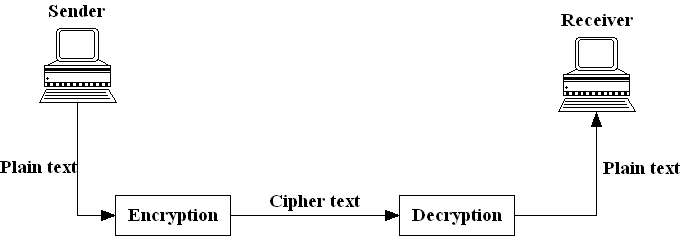 Sender
Receiver
Plain text
Plain text
Cipher text
Encryption
Decryption